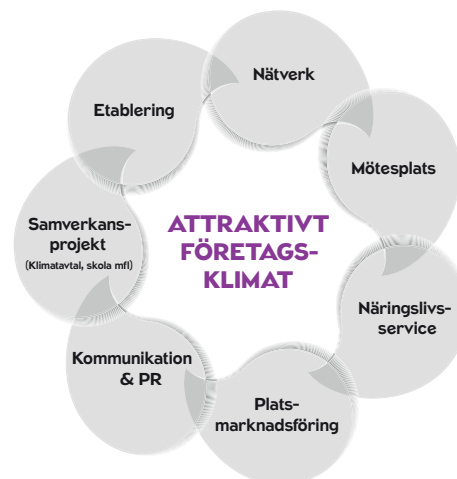 Nätverk
Etablering
Mötesplats
Samverkans-
projekt
(Klimatavtal, skola mfl)
ATTRAKTIVT
FÖRETAGS-
KLIMAT
Näringslivs-
service
Kommunikation
& PR
Plats-
marknadsföring